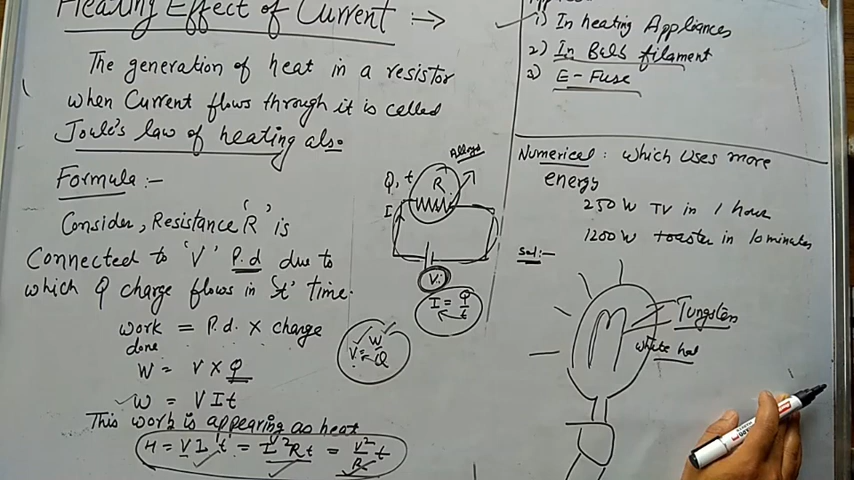 Heating Effect of Current :->
The generation of heat in a resistor
when Current flows through it is called
Joule's law of heating also.
Formula:-
Consider, Resistance 'R' is
Connected to 'V' P.d due to
which Q charge flows in 't' time.
work done = P.d. X charge
W = V X Q
W = V I t
This work is appearing as heat
H = V I t = I²Rt = V²/R t
Q, t
I
R
Alloys
V
I = Q/t
V = W/Q
1) In heating Appliances
2) In Bulb filament
3) E-Fuse
Numerical: which uses more
energy
250 W TV in 1 hour
1200W toaster in 10 minutes
Sol:-
Tungsten
white hot